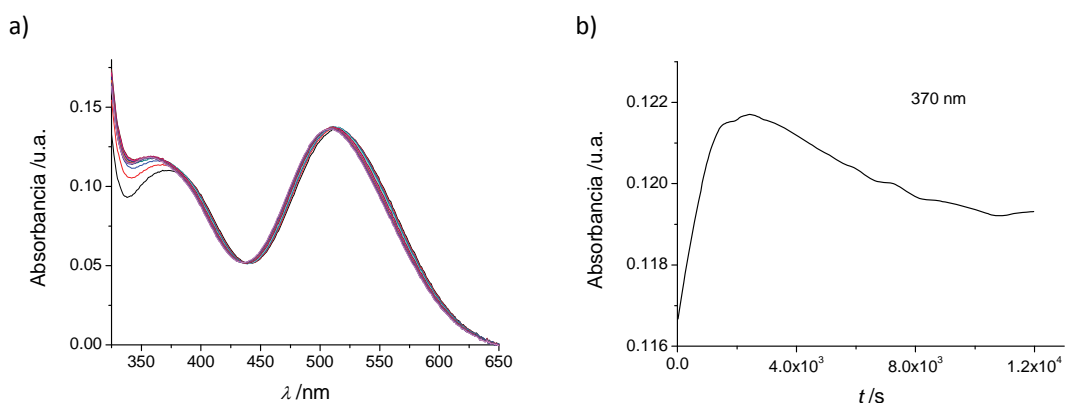 a)
Absorbancia /u.a.
0.15
0.10
0.05
0.00
350 400 450 500 550 600 650
λ /nm
b)
370 nm
Absorbancia /u.a.
0.122
0.120
0.118
0.116
0.0 4.0x10³ 8.0x10³ 1.2x10⁴
t /s